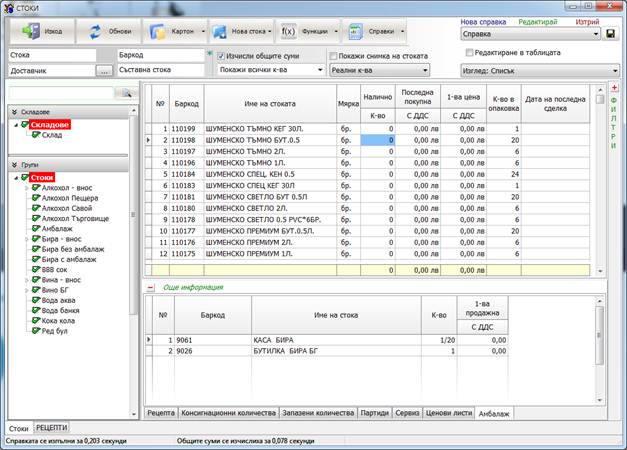 СТОКИ
Изход
Обнови
Картон
Нова стока
f(x) Функции
Справки
Нова справка Редактирай Изтрий
Справка
Стока
Баркод
*
Изчисли общите суми
Покажи снимка на стоката
Редактиране в таблицата
Доставчик ...
Съставна стока
Покажи всички к-ва
Реални к-ва
Изглед: Списък
Складове
Складове
Склад
Групи
Стоки
Алкохол - внос
Алкохол Пещера
Алкохол Савой
Алкохол Търговище
Амбалаж
Бира - внос
Бира без амбалаж
Бира с амбалаж
ВВВ сок
Вина - внос
Вино БГ
Вода аква
Вода банкя
Кока кола
Ред бул
№ Баркод Име на стоката Мярка Налично К-во Последна покупна С ДДС 1-ва цена С ДДС К-во в опаковка Дата на последна сделка
1 110199 ШУМЕНСКО ТЪМНО КЕГ 30Л. бр. 0 0,00 лв 0,00 лв 1
2 110198 ШУМЕНСКО ТЪМНО БУТ.0.5 бр. 0 0,00 лв 0,00 лв 20
3 110197 ШУМЕНСКО ТЪМНО 2Л. бр. 0 0,00 лв 0,00 лв 6
4 110196 ШУМЕНСКО ТЪМНО 1Л. бр. 0 0,00 лв 0,00 лв 6
5 110184 ШУМЕНСКО СПЕЦ. КЕН 0.5 бр. 0 0,00 лв 0,00 лв 24
6 110183 ШУМЕНСКО СПЕЦ КЕГ 30Л бр. 0 0,00 лв 0,00 лв 1
7 110181 ШУМЕНСКО СВЕТЛО БУТ 0.5Л бр. 0 0,00 лв 0,00 лв 20
8 110180 ШУМЕНСКО СВЕТЛО 2Л. бр. 0 0,00 лв 0,00 лв 6
9 110178 ШУМЕНСКО СВЕТЛО 0.5 PVC*6БР. бр. 0 0,00 лв 0,00 лв 6
10 110177 ШУМЕНСКО ПРЕМИУМ БУТ.0.5Л. бр. 0 0,00 лв 0,00 лв 20
11 110176 ШУМЕНСКО ПРЕМИУМ 2Л. бр. 0 0,00 лв 0,00 лв 6
12 110175 ШУМЕНСКО ПРЕМИУМ 1Л. бр. 0 0,00 лв 0,00 лв 6
0 0,00 лв 0,00 лв
ФИЛТРИ
Още информация
№ Баркод Име на стока К-во 1-ва продажна С ДДС
1 9061 КАСА БИРА 1/20 0,00
2 9026 БУТИЛКА БИРА БГ 1 0,00
Рецепта Консигнационни количества Запазени количества Партиди Сервиз Ценови листи Амбалаж
Стоки РЕЦЕПТИ
Справката се изпълни за 0,203 секунди Общите суми се изчислиха за 0,078 секунди